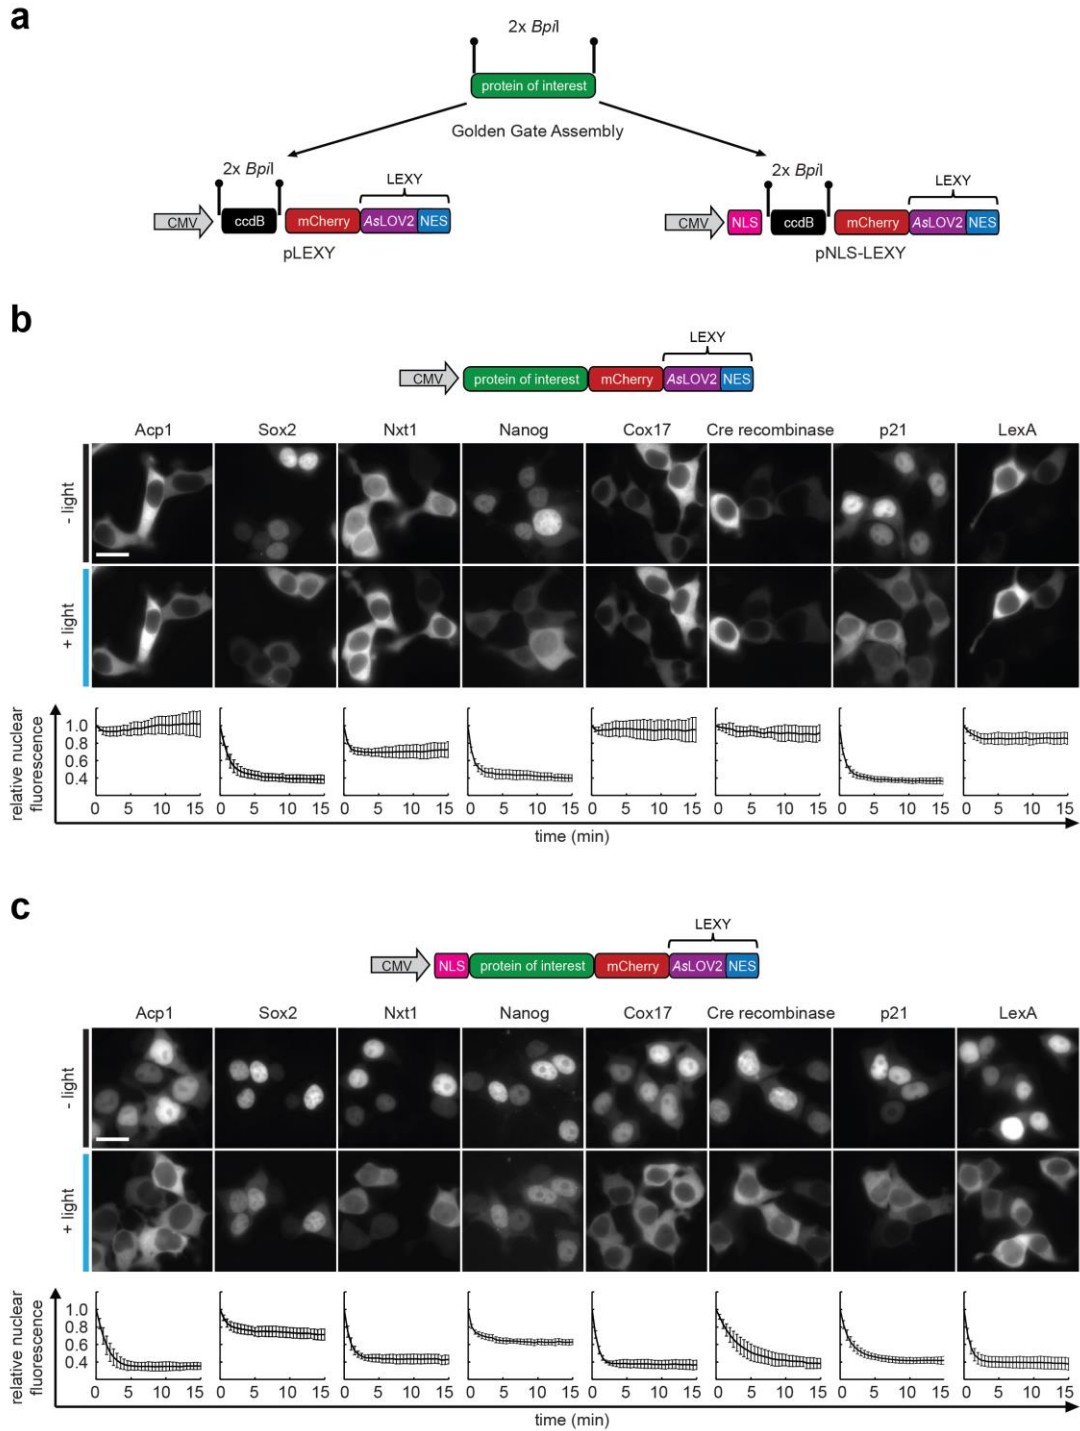 a
2x BpiI
protein of interest
Golden Gate Assembly
2x BpiI
LEXY
CMV ccdB mCherry AsLOV2 NES
pLEXY
2x BpiI
LEXY
CMV NLS ccdB mCherry AsLOV2 NES
pNLS-LEXY
b
LEXY
CMV protein of interest mCherry AsLOV2 NES
Acp1 Sox2 Nxt1 Nanog Cox17 Cre recombinase p21 LexA
- light
+ light
relative nuclear
fluorescence
1.0
0.8
0.6
0.4
0 5 10 15 0 5 10 15 0 5 10 15 0 5 10 15 0 5 10 15 0 5 10 15 0 5 10 15 0 5 10 15
time (min)
c
LEXY
CMV NLS protein of interest mCherry AsLOV2 NES
Acp1 Sox2 Nxt1 Nanog Cox17 Cre recombinase p21 LexA
- light
+ light
relative nuclear
fluorescence
1.0
0.8
0.6
0.4
0 5 10 15 0 5 10 15 0 5 10 15 0 5 10 15 0 5 10 15 0 5 10 15 0 5 10 15 0 5 10 15
time (min)